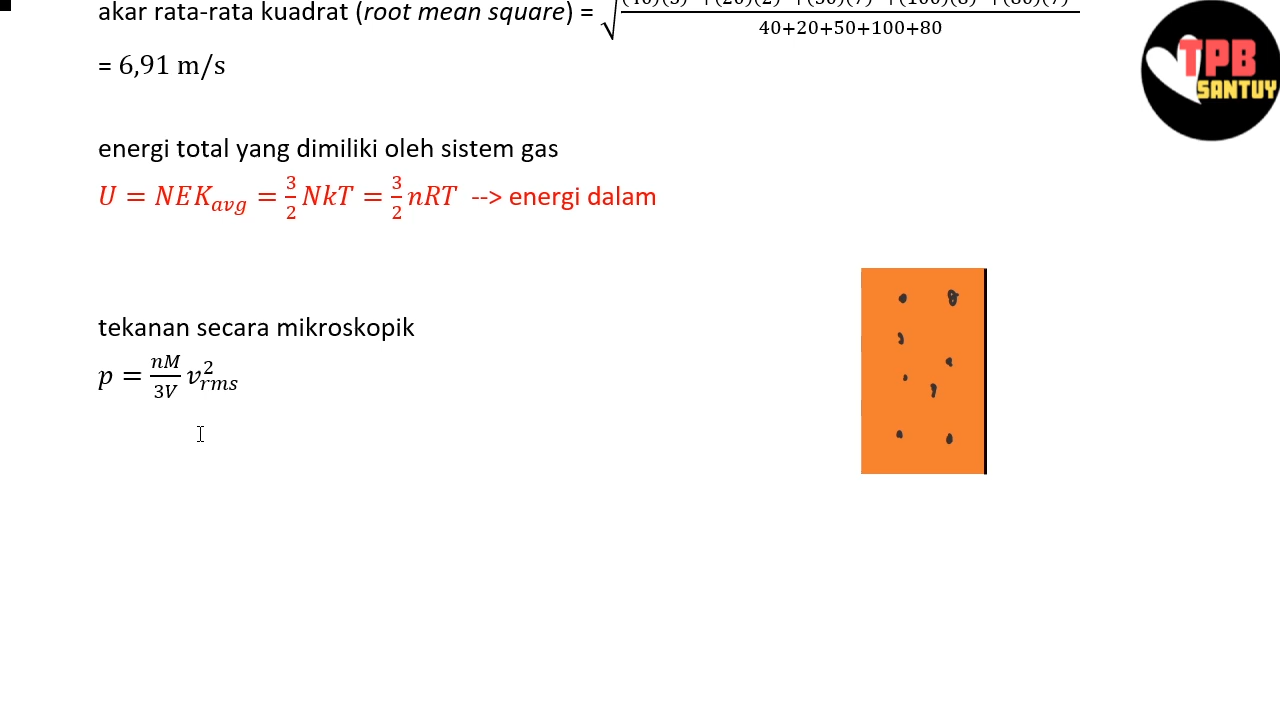 akar rata-rata kuadrat (root mean square) = √ 40+20+50+100+80
= 6,91 m/s
TPB
SANTUY
energi total yang dimiliki oleh sistem gas
U = NEK_avg = 3/2 NkT = 3/2 nRT --> energi dalam
tekanan secara mikroskopik
p = nM/3V v²_rms